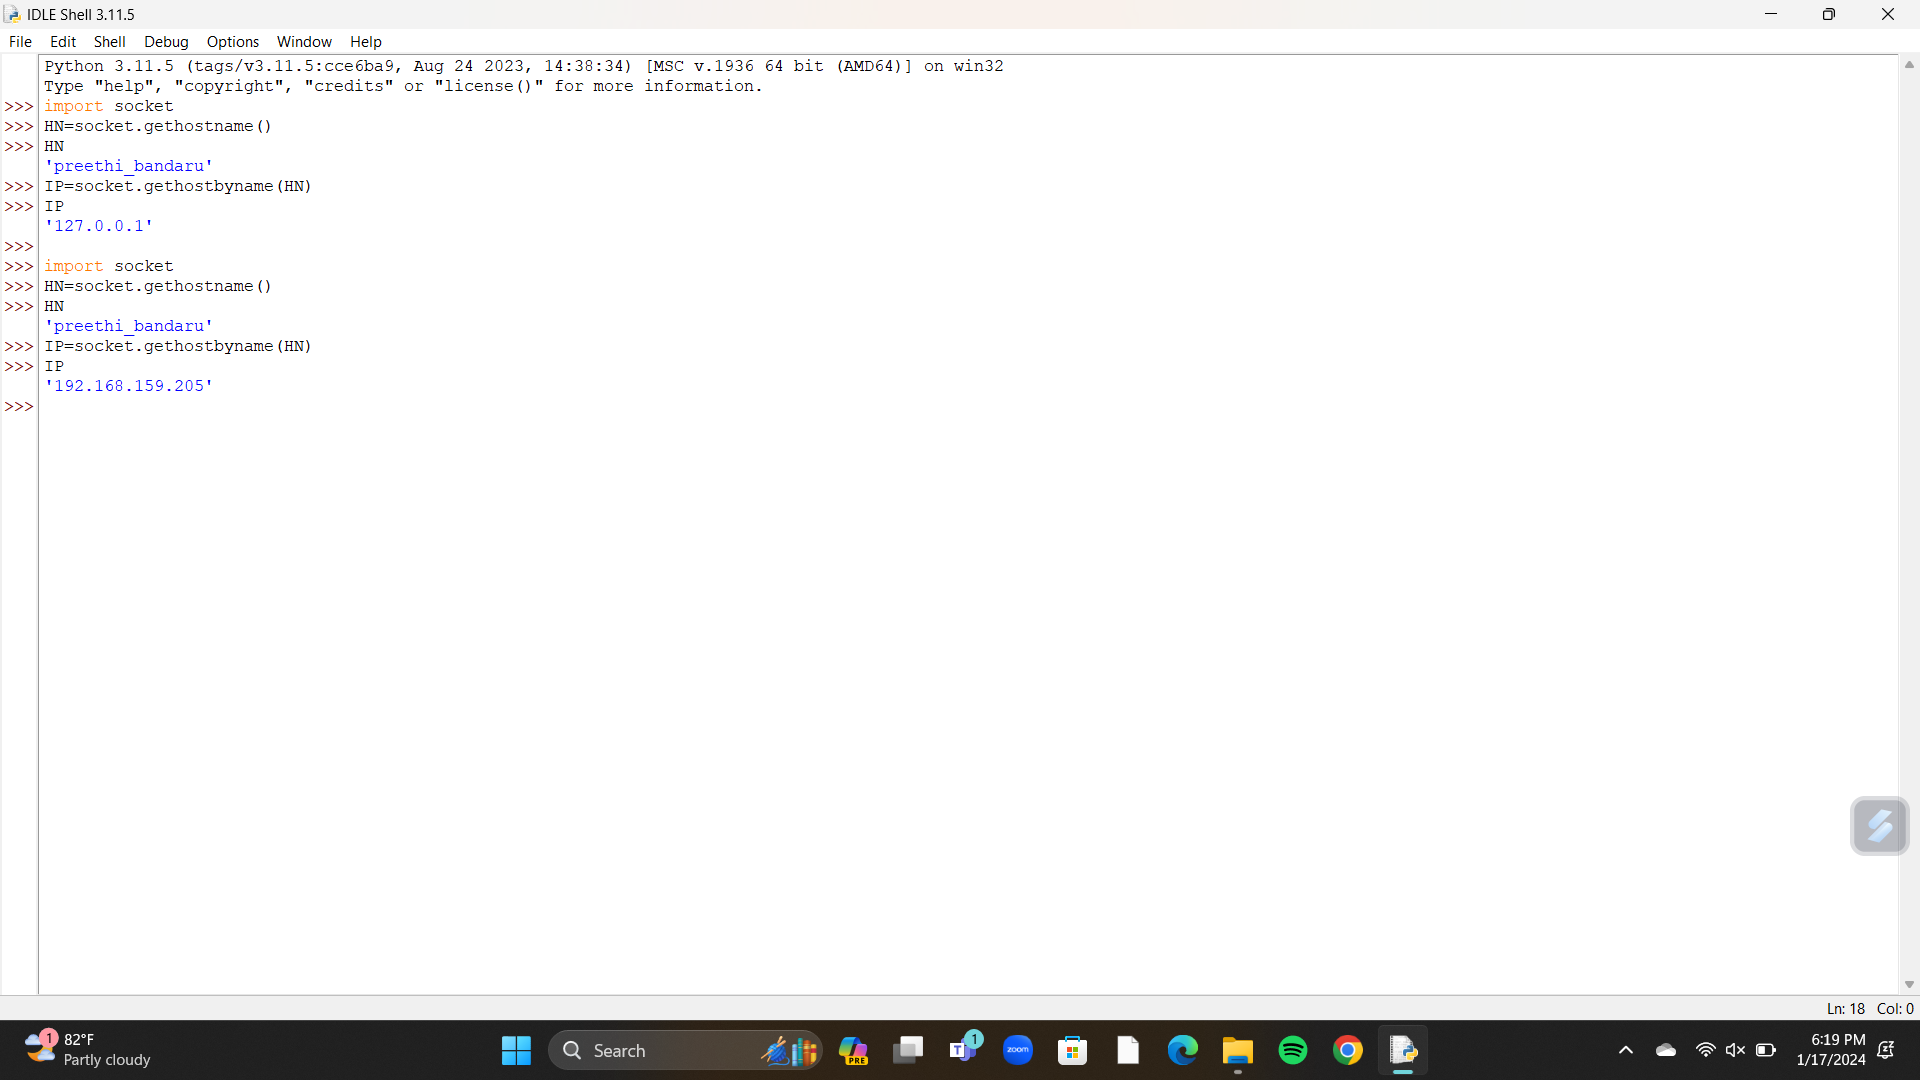 IDLE Shell 3.11.5
File Edit Shell Debug Options Window Help
Python 3.11.5 (tags/v3.11.5:cce6ba9, Aug 24 2023, 14:38:34) [MSC v.1936 64 bit (AMD64)] on win32
Type "help", "copyright", "credits" or "license()" for more information.
>>> import socket
>>> HN=socket.gethostname()
>>> HN
'preethi_bandaru'
>>> IP=socket.gethostbyname(HN)
>>> IP
'127.0.0.1'
>>>
>>> import socket
>>> HN=socket.gethostname()
>>> HN
'preethi_bandaru'
>>> IP=socket.gethostbyname(HN)
>>> IP
'192.168.159.205'
>>>
Ln: 18 Col: 0
1 82°F
Partly cloudy
Search
PRE
T 1
zoom
6:19 PM
1/17/2024